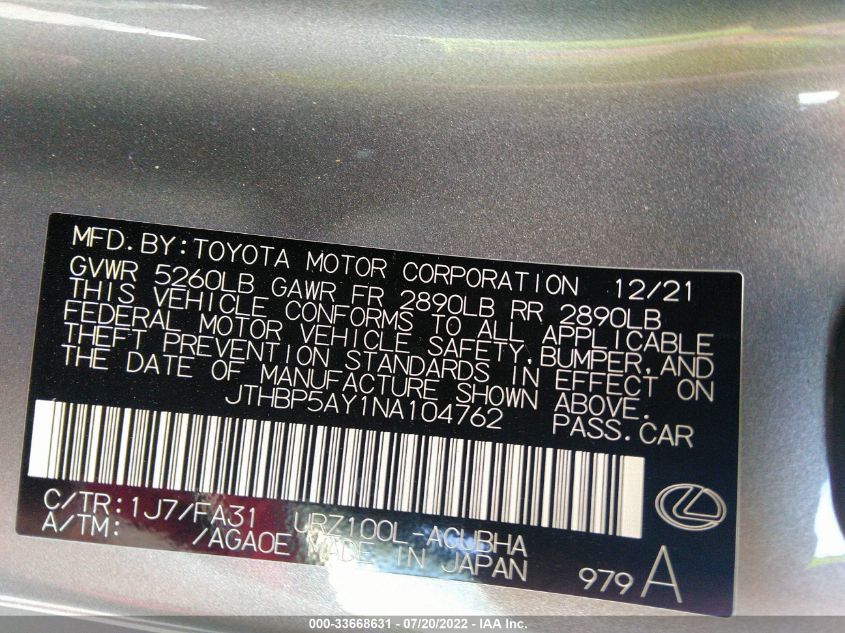 MFD.BY:TOYOTA MOTOR CORPORATION 12/21
GVWR 5260LB GAWR FR 2890LB RR 2890LB
THIS VEHICLE CONFORMS TO ALL APPLICABLE
FEDERAL MOTOR VEHICLE SAFETY,BUMPER,AND
THEFT PREVENTION STANDARDS IN EFFECT ON
THE DATE OF MANUFACTURE SHOWN ABOVE.
JTHBP5AY1NA104762 PASS.CAR
C/TR:1J7/FA31 URZ100L-ACUBHA
A/TM: /AGA0E MADE IN JAPAN
979 A
000-33668631 - 07/20/2022 - IAA Inc.